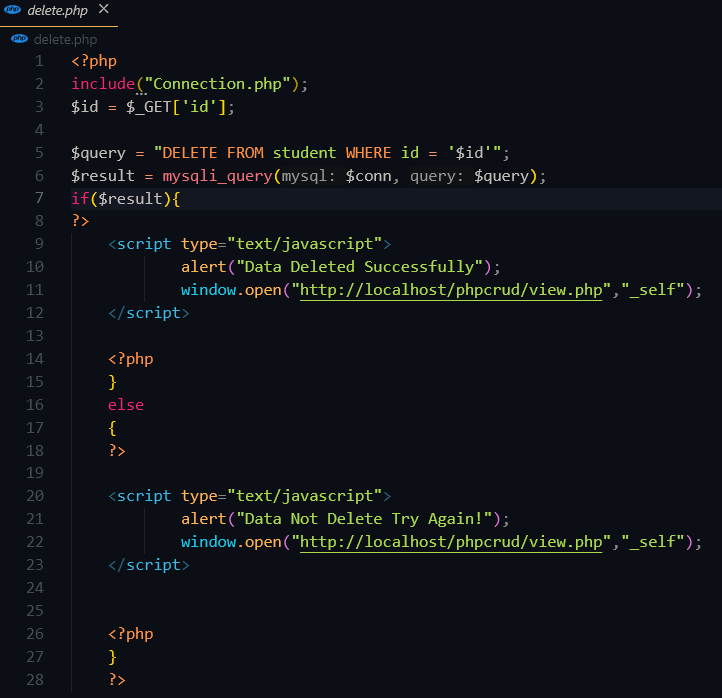 php delete.php ×
php delete.php
1 <?php
2 include("Connection.php");
3 $id = $_GET['id'];
4
5 $query = "DELETE FROM student WHERE id = '$id'";
6 $result = mysqli_query(mysql: $conn, query: $query);
7 if($result){
8 ?>
9 <script type="text/javascript">
10 alert("Data Deleted Successfully");
11 window.open("http://localhost/phpcrud/view.php","_self");
12 </script>
13
14 <?php
15 }
16 else
17 {
18 ?>
19
20 <script type="text/javascript">
21 alert("Data Not Delete Try Again!");
22 window.open("http://localhost/phpcrud/view.php","_self");
23 </script>
24
25
26 <?php
27 }
28 ?>